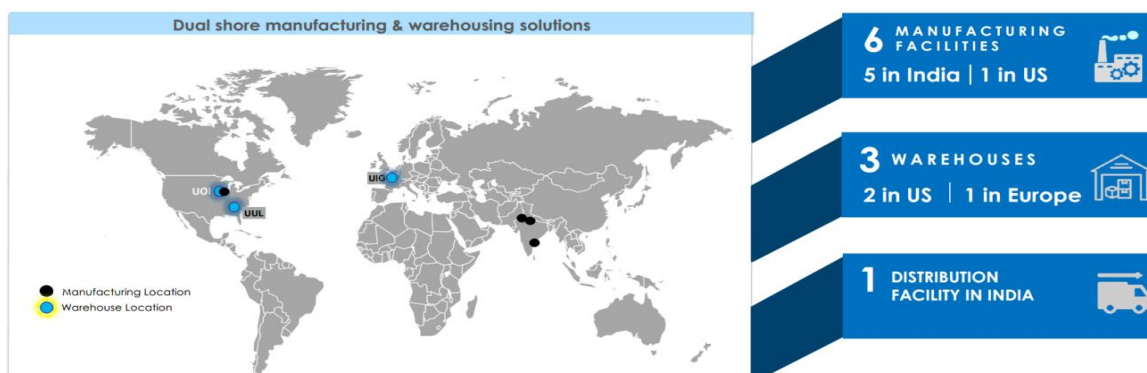 Dual shore manufacturing & warehousing solutions
UOI
UUL
UIG
Manufacturing Location
Warehouse Location
6 MANUFACTURING
FACILITIES
5 in India | 1 in US
3 WAREHOUSES
2 in US | 1 in Europe
1 DISTRIBUTION
FACILITY IN INDIA